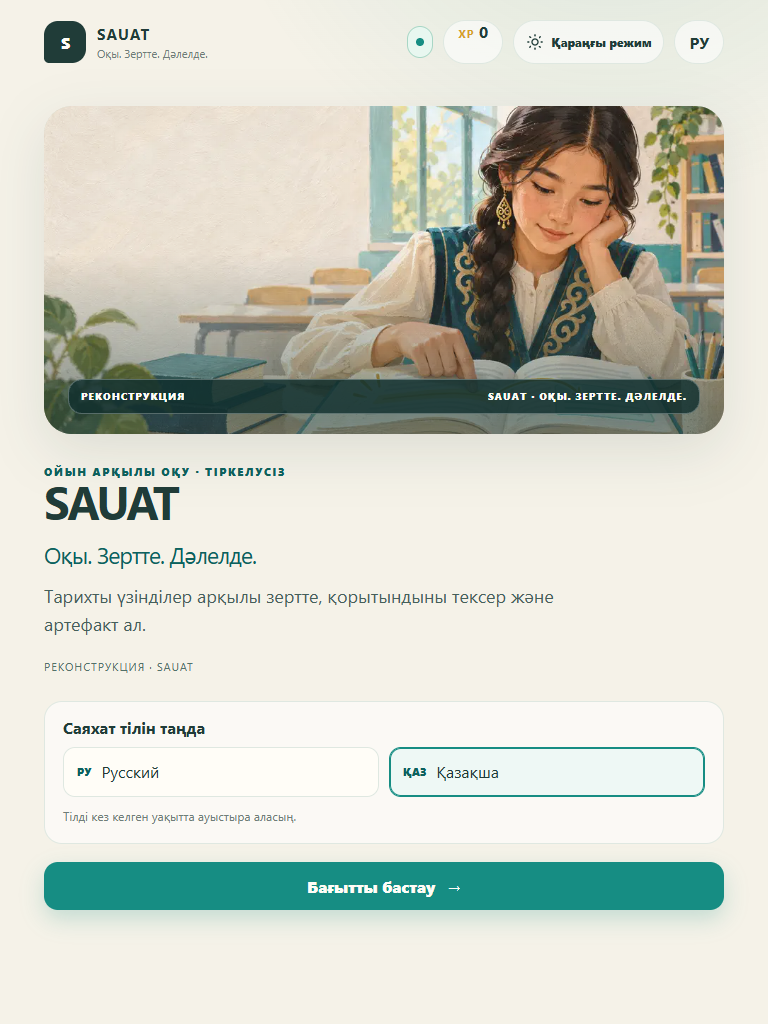 S
SAUAT
Оқы. Зертте. Дәлелде.
XP 0
Қараңғы режим
РУ
РЕКОНСТРУКЦИЯ
SAUAT · ОҚЫ. ЗЕРТТЕ. ДӘЛЕЛДЕ.
ОЙЫН АРҚЫЛЫ ОҚУ · ТІРКЕЛУСІЗ
SAUAT
Оқы. Зертте. Дәлелде.
Тарихты үзінділер арқылы зертте, қорытындыны тексер және
артефакт ал.
РЕКОНСТРУКЦИЯ · SAUAT
Саяхат тілін таңда
РУ Русский
ҚАЗ Қазақша
Тілді кез келген уақытта ауыстыра аласың.
Бағытты бастау →